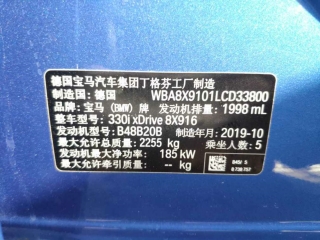 德国宝马汽车集团丁格芬工厂制造
制造国：德国 WBA8X9101LCD33800
品牌：宝马（BMW）牌 发动机排量：1998 mL
整车型号：330i xDrive 8X916
发动机型号：B48B20B 制造年月：2019-10
最大允许总质量：2255 kg 乘坐人数：5
发动机最大净功率：185 kW
最大允许牵引质量：-- kg